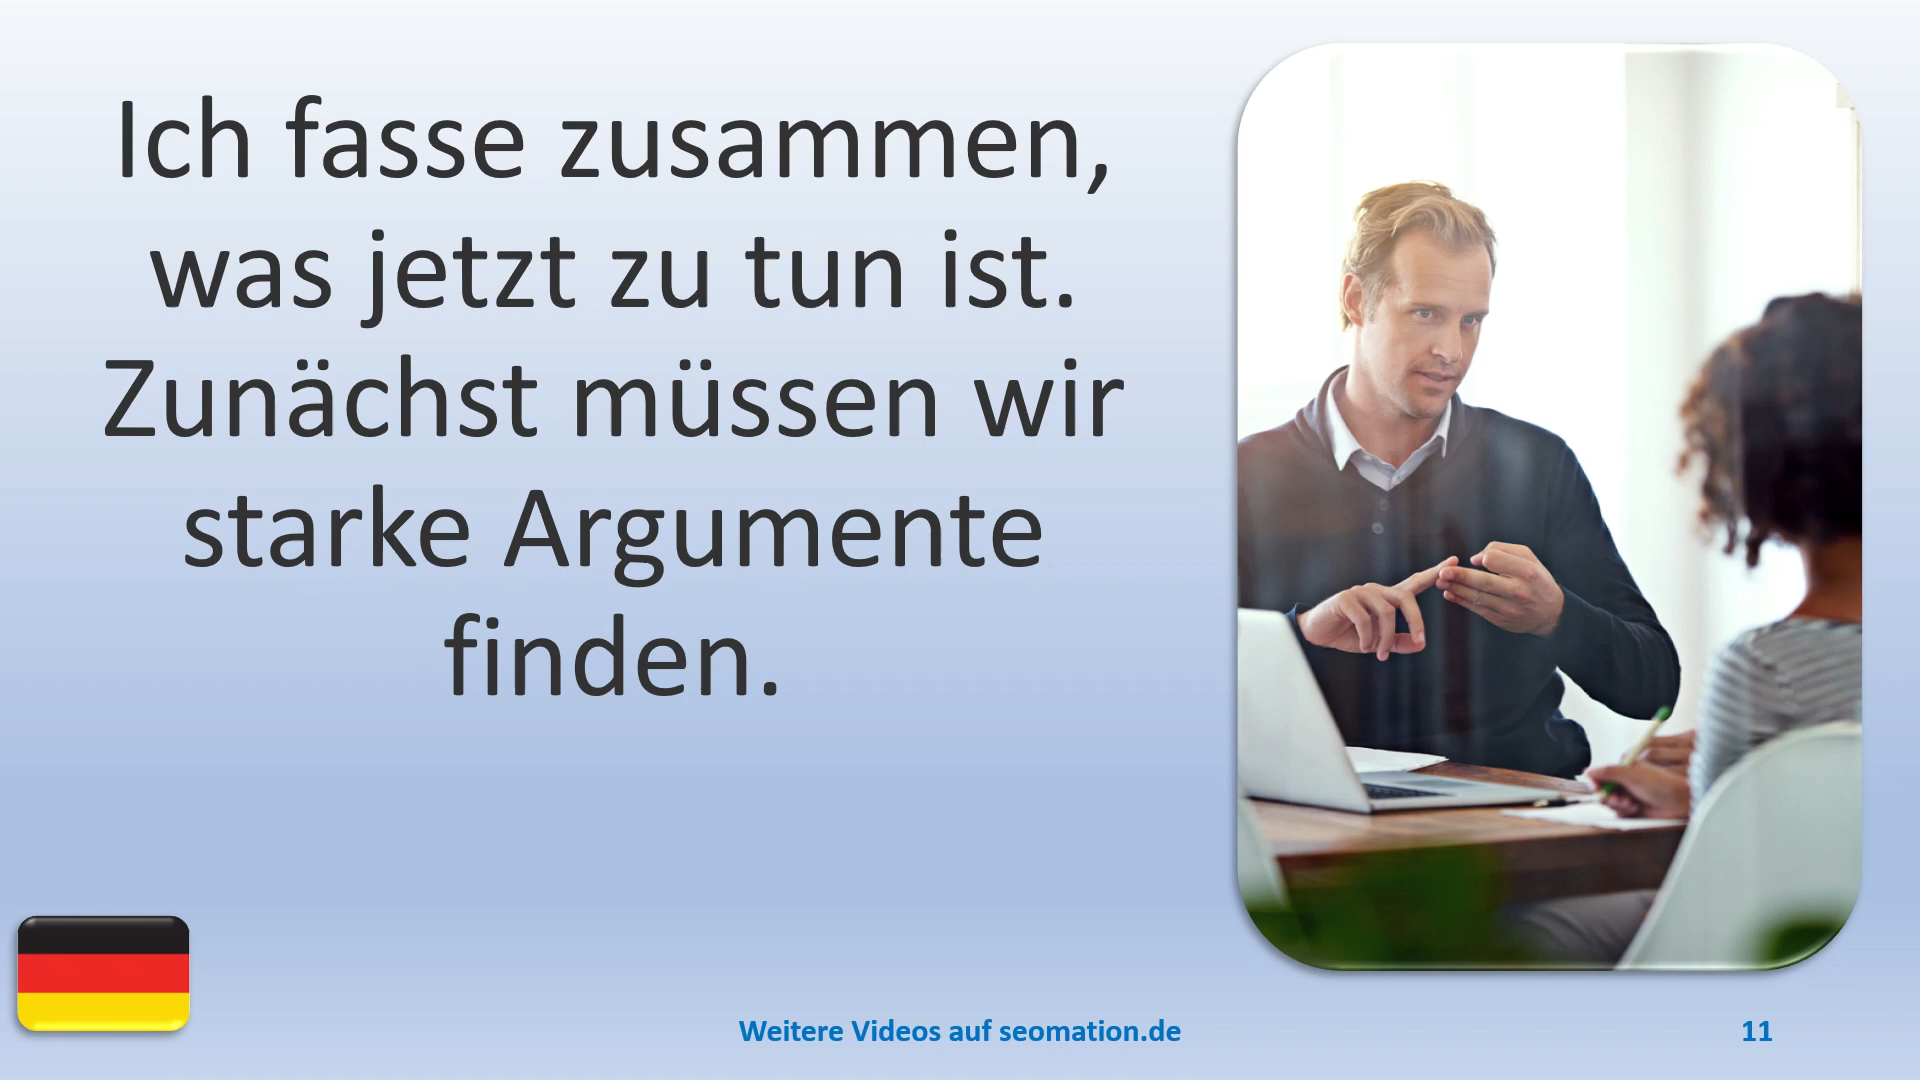 Ich fasse zusammen,
was jetzt zu tun ist.
Zunächst müssen wir
starke Argumente
finden.
Weitere Videos auf seomation.de
11